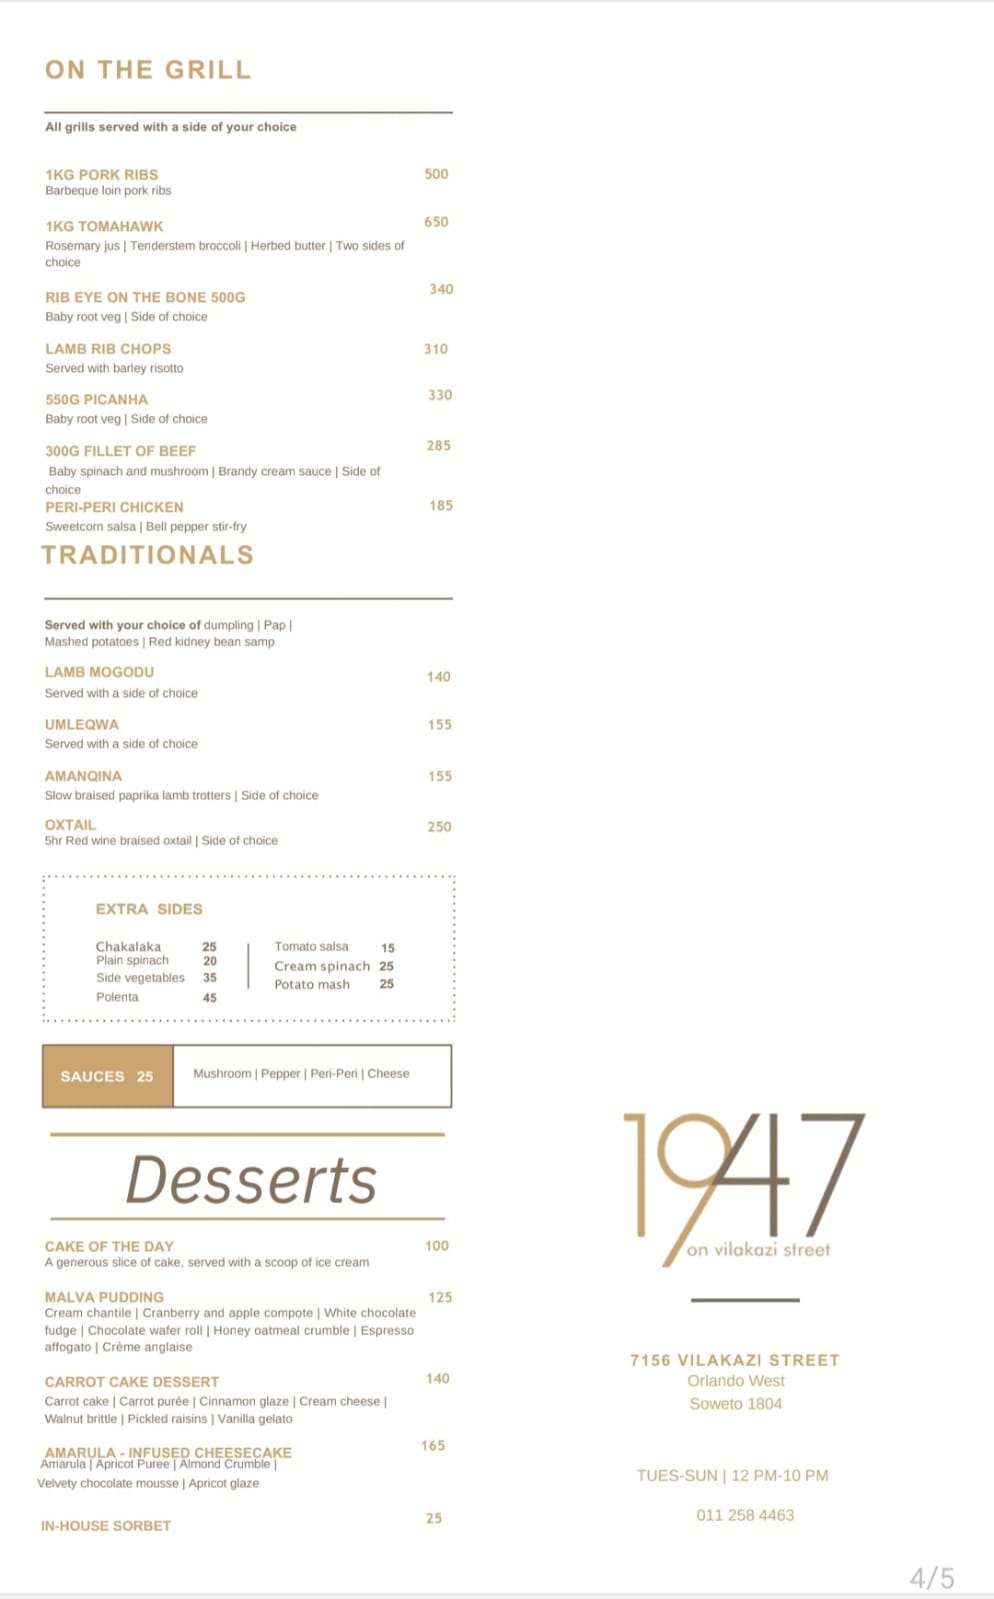 ON THE GRILL
All grills served with a side of your choice
1KG PORK RIBS 500
Barbeque loin pork ribs
1KG TOMAHAWK 650
Rosemary jus | Tenderstem broccoli | Herbed butter | Two sides of
choice
RIB EYE ON THE BONE 500G 340
Baby root veg | Side of choice
LAMB RIB CHOPS 310
Served with barley risotto
550G PICANHA 330
Baby root veg | Side of choice
300G FILLET OF BEEF 285
Baby spinach and mushroom | Brandy cream sauce | Side of
choice
PERI-PERI CHICKEN 185
Sweetcorn salsa | Bell pepper stir-fry
TRADITIONALS
Served with your choice of dumpling | Pap |
Mashed potatoes | Red kidney bean samp
LAMB MOGODU 140
Served with a side of choice
UMLEQWA 155
Served with a side of choice
AMANQINA 155
Slow braised paprika lamb trotters | Side of choice
OXTAIL 250
5hr Red wine braised oxtail | Side of choice
EXTRA SIDES
Chakalaka 25
Plain spinach 20
Side vegetables 35
Polenta 45
Tomato salsa 15
Cream spinach 25
Potato mash 25
SAUCES 25
Mushroom | Pepper | Peri-Peri | Cheese
Desserts
CAKE OF THE DAY 100
A generous slice of cake, served with a scoop of ice cream
MALVA PUDDING 125
Cream chantile | Cranberry and apple compote | White chocolate
fudge | Chocolate wafer roll | Honey oatmeal crumble | Espresso
affogato | Crème anglaise
CARROT CAKE DESSERT 140
Carrot cake | Carrot purée | Cinnamon glaze | Cream cheese |
Walnut brittle | Pickled raisins | Vanilla gelato
AMARULA - INFUSED CHEESECAKE 165
Amarula | Apricot Puree | Almond Crumble |
Velvety chocolate mousse | Apricot glaze
IN-HOUSE SORBET 25
1947
on vilakazi street
7156 VILAKAZI STREET
Orlando West
Soweto 1804
TUES-SUN | 12 PM-10 PM
011 258 4463
4/5